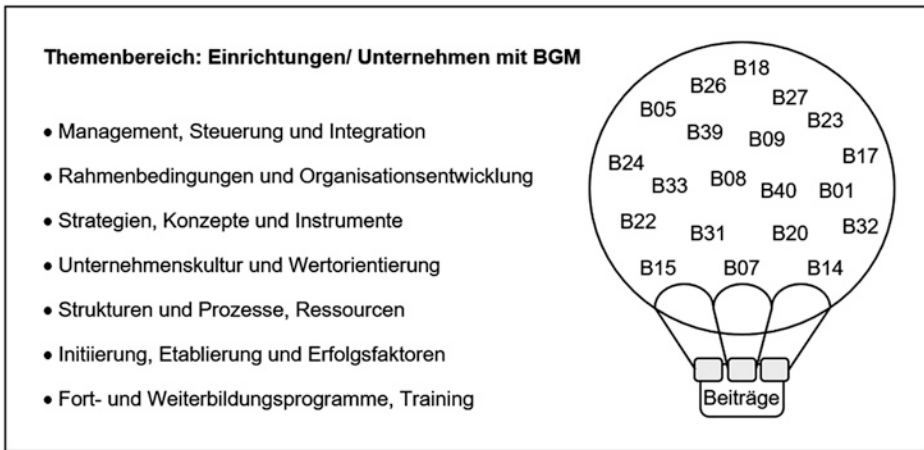 Themenbereich: Einrichtungen/ Unternehmen mit BGM
• Management, Steuerung und Integration
• Rahmenbedingungen und Organisationsentwicklung
• Strategien, Konzepte und Instrumente
• Unternehmenskultur und Wertorientierung
• Strukturen und Prozesse, Ressourcen
• Initiierung, Etablierung und Erfolgsfaktoren
• Fort- und Weiterbildungsprogramme, Training
B18
B26 B27
B05 B23
B39 B09
B24 B17
B33 B08 B40 B01
B22 B32
B31 B20
B15 B07 B14
Beiträge